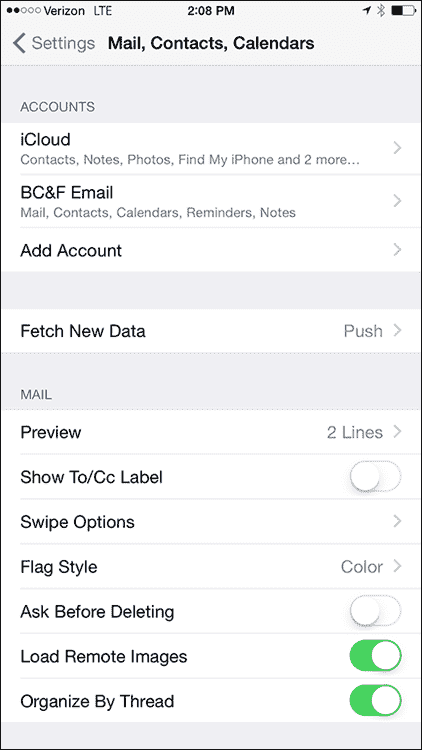 Verizon LTE 2:08 PM
Settings Mail, Contacts, Calendars
ACCOUNTS
iCloud
Contacts, Notes, Photos, Find My iPhone and 2 more...
BC&F Email
Mail, Contacts, Calendars, Reminders, Notes
Add Account
Fetch New Data Push
MAIL
Preview 2 Lines
Show To/Cc Label
Swipe Options
Flag Style Color
Ask Before Deleting
Load Remote Images
Organize By Thread